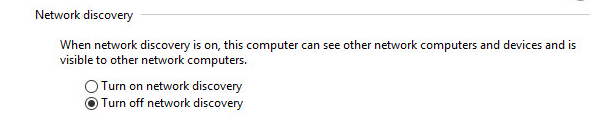 Network discovery
When network discovery is on, this computer can see other network computers and devices and is
visible to other network computers.
Turn on network discovery
Turn off network discovery